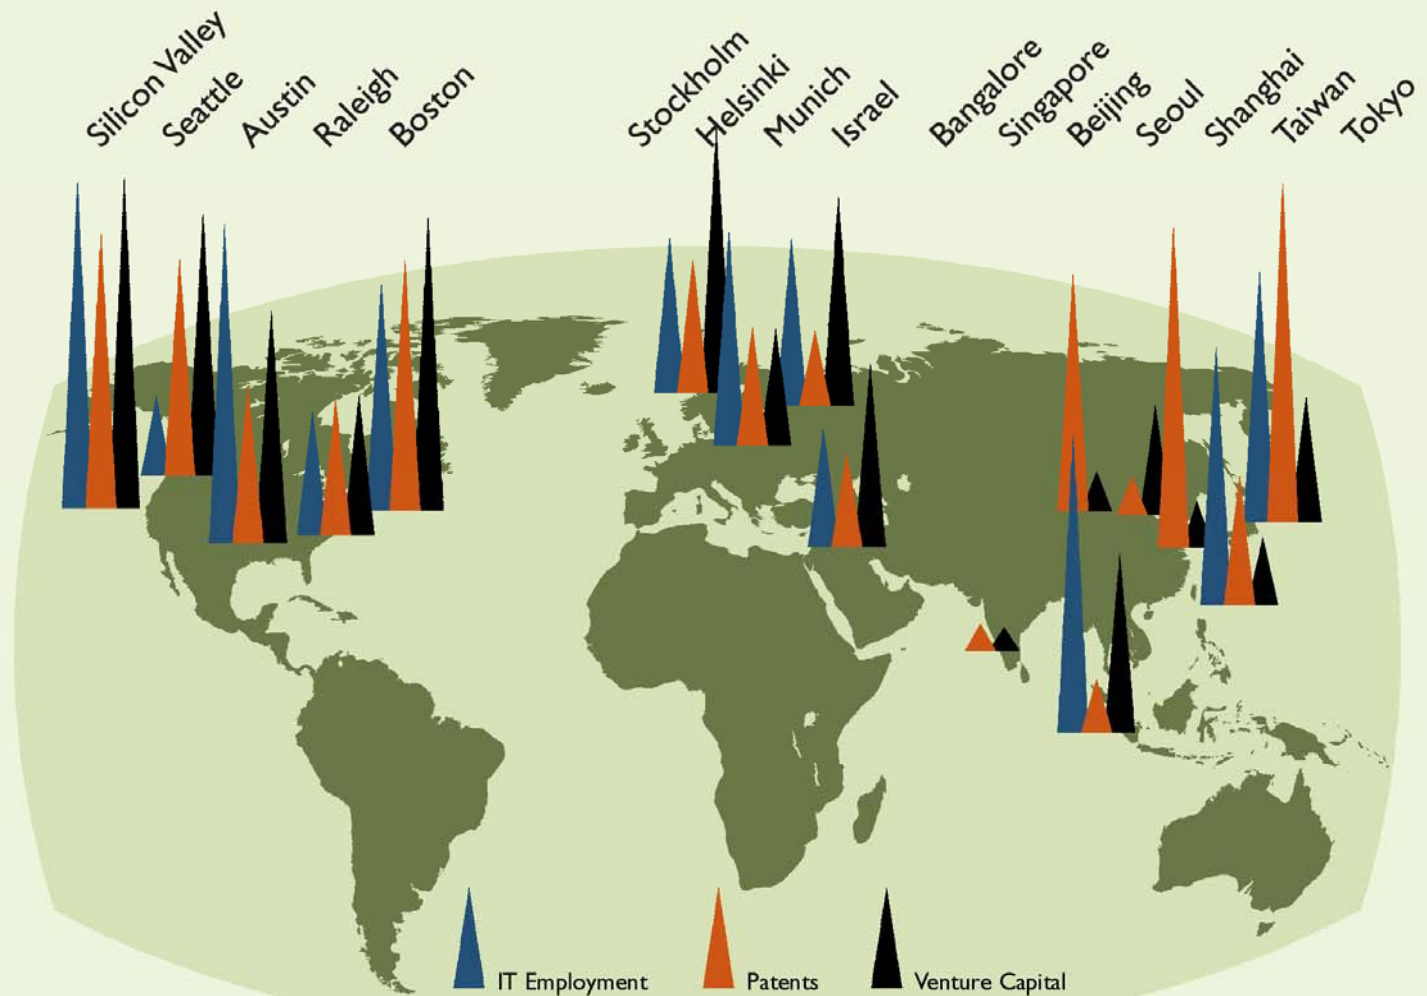 Silicon Valley
Seattle
Austin
Raleigh
Boston
Stockholm
Helsinki
Munich
Israel
Bangalore
Singapore
Beijing
Seoul
Shanghai
Taiwan
Tokyo
IT Employment
Patents
Venture Capital